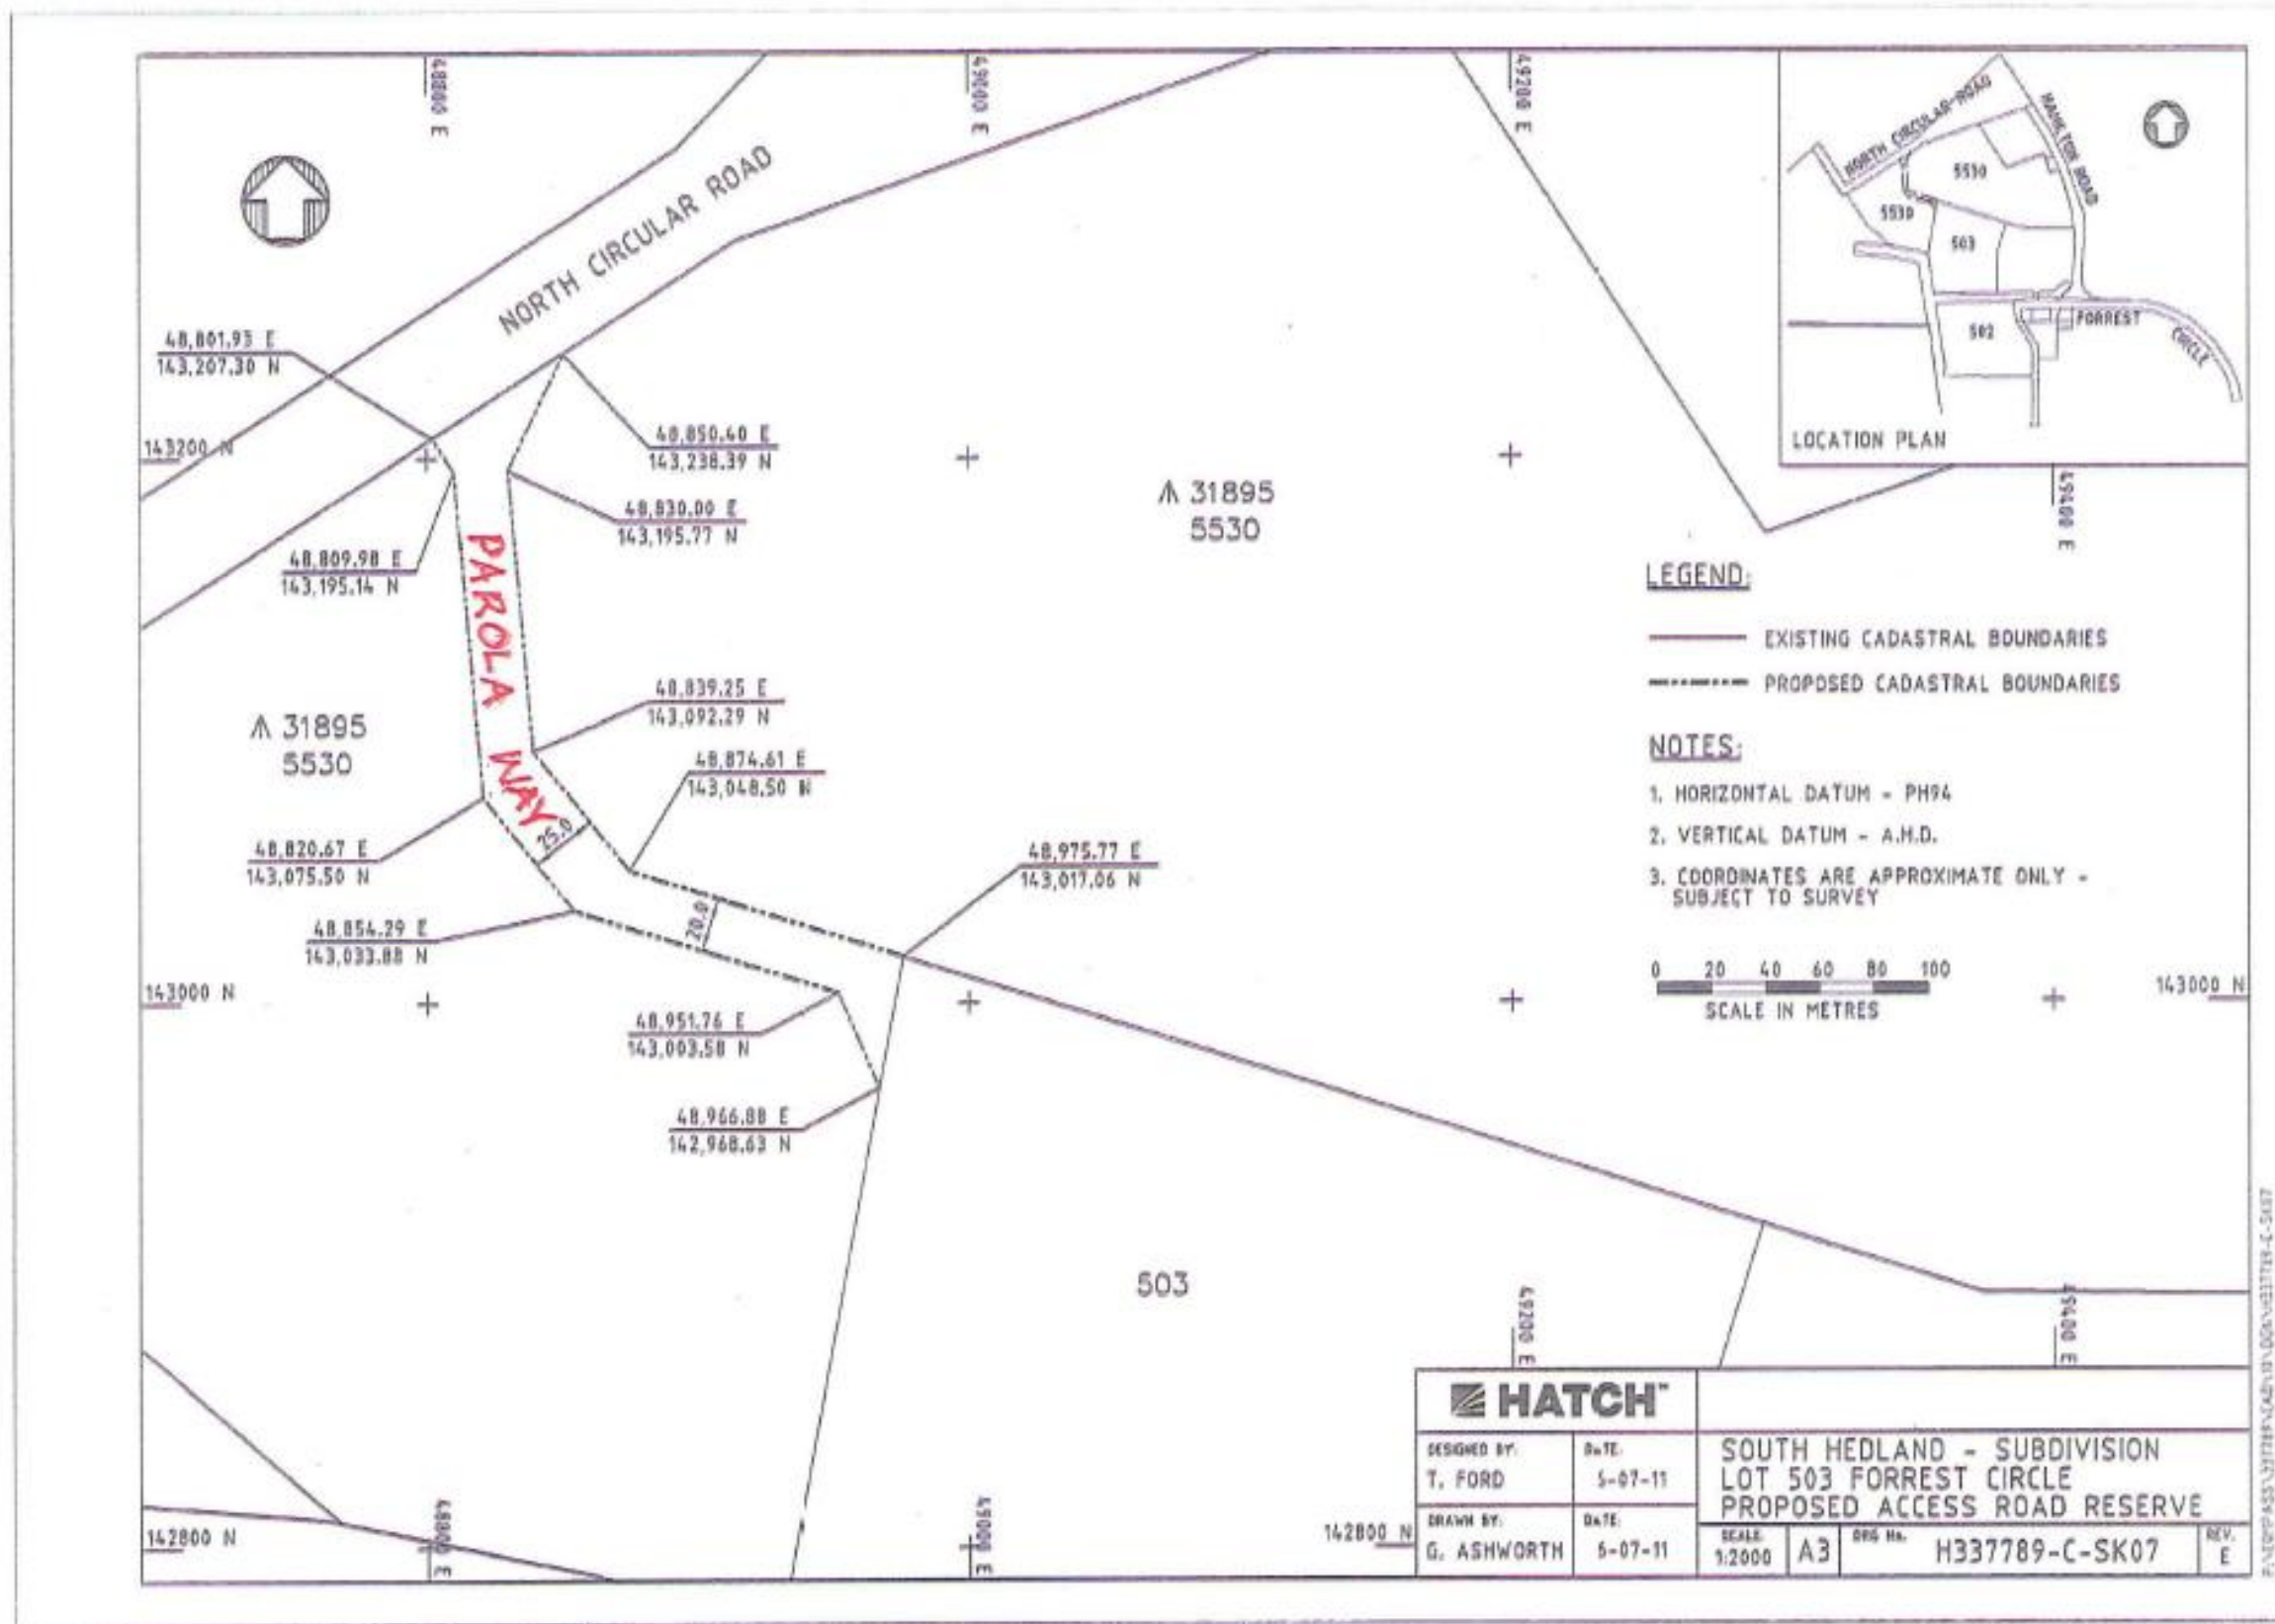 48800 E
49000 E
49200 E
NORTH CIRCULAR ROAD
48,801.93 E
143,207.30 N
143200 N
48,850.40 E
143,238.39 N
48,830.00 E
143,195.77 N
48,809.98 E
143,195.14 N
PAROLA WAY
48,839.25 E
143,092.29 N
48,874.61 E
143,048.50 N
31895
5530
25.0
48,820.67 E
143,075.50 N
48,854.29 E
143,033.88 N
20.0
48,975.77 E
143,017.06 N
143000 N
48,951.76 E
143,003.58 N
48,966.88 E
142,968.63 N
31895
5530
503
142800 N
48800 E
49000 E
142800 N
49200 E
49400 E
NORTH CIRCULAR ROAD
HAMILTON ROAD
5530
5530
503
502
FORREST
CIRCLE
LOCATION PLAN
49400 E
LEGEND:
EXISTING CADASTRAL BOUNDARIES
PROPOSED CADASTRAL BOUNDARIES
NOTES:
1. HORIZONTAL DATUM - PH94
2. VERTICAL DATUM - A.H.D.
3. COORDINATES ARE APPROXIMATE ONLY -
SUBJECT TO SURVEY
0 20 40 60 80 100
SCALE IN METRES
143000 N
HATCH™
DESIGNED BY:
T. FORD
DATE:
5-07-11
DRAWN BY:
G. ASHWORTH
DATE:
5-07-11
SOUTH HEDLAND - SUBDIVISION
LOT 503 FORREST CIRCLE
PROPOSED ACCESS ROAD RESERVE
SCALE
1:2000
A3
DRG No.
H337789-C-SK07
REV.
E